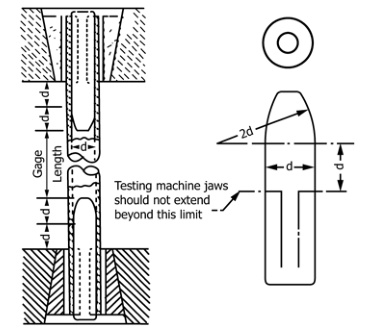 d
d
Gage
Length
d
d
d
Testing machine jaws
should not extend
beyond this limit
2d
d
d